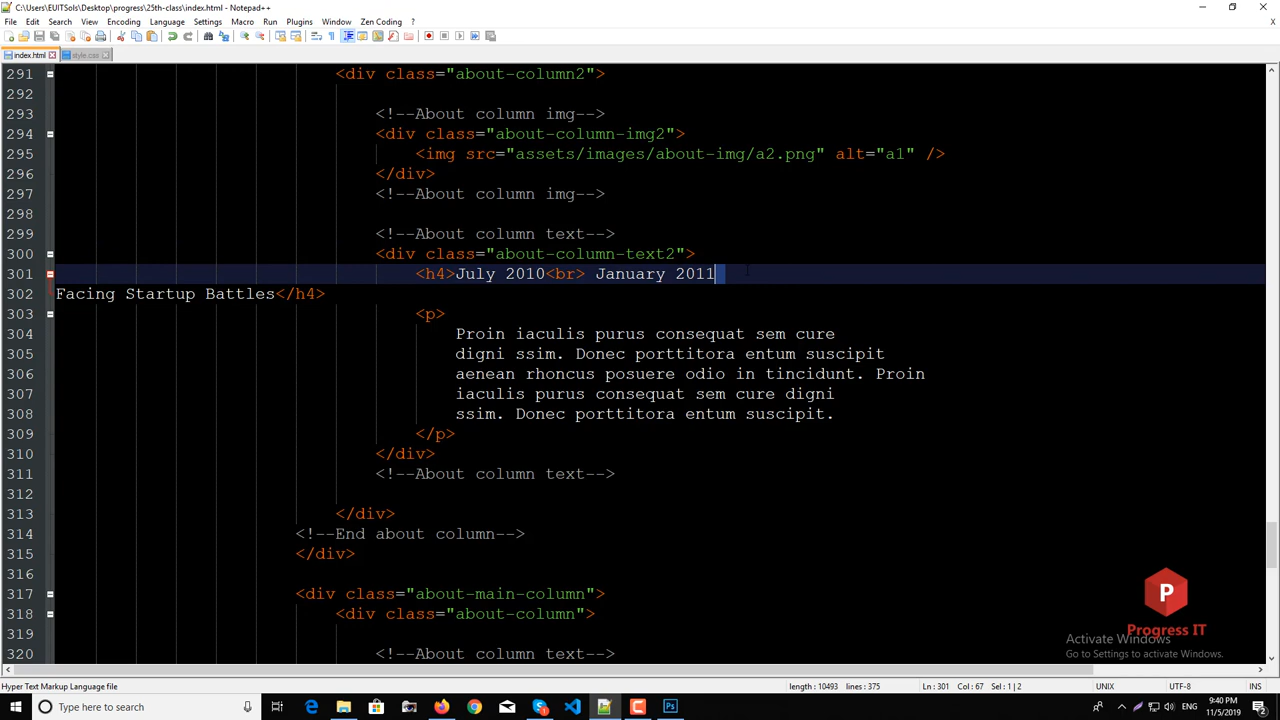 C:\Users\EUITSols\Desktop\progress\25th-class\index.html - Notepad++
File Edit Search View Encoding Language Settings Macro Run Plugins Window Zen Coding ?
index.html style.css
291 <div class="about-column2">
292
293 <!--About column img-->
294 <div class="about-column-img2">
295 <img src="assets/images/about-img/a2.png" alt="a1" />
296 </div>
297 <!--About column img-->
298
299 <!--About column text-->
300 <div class="about-column-text2">
301 <h4>July 2010<br> January 2011
302 Facing Startup Battles</h4>
303 <p>
304 Proin iaculis purus consequat sem cure
305 digni ssim. Donec porttitora entum suscipit
306 aenean rhoncus posuere odio in tincidunt. Proin
307 iaculis purus consequat sem cure digni
308 ssim. Donec porttitora entum suscipit.
309 </p>
310 </div>
311 <!--About column text-->
312
313 </div>
314 <!--End about column-->
315 </div>
316
317 <div class="about-main-column">
318 <div class="about-column">
319
320 <!--About column text-->
P
Progress IT
Activate Windows
Go to Settings to activate Windows.
Hyper Text Markup Language file length : 10493 lines : 375 Ln : 301 Col : 67 Sel : 1 | 2 UNIX UTF-8 INS
Type here to search ENG 9:40 PM
11/5/2019